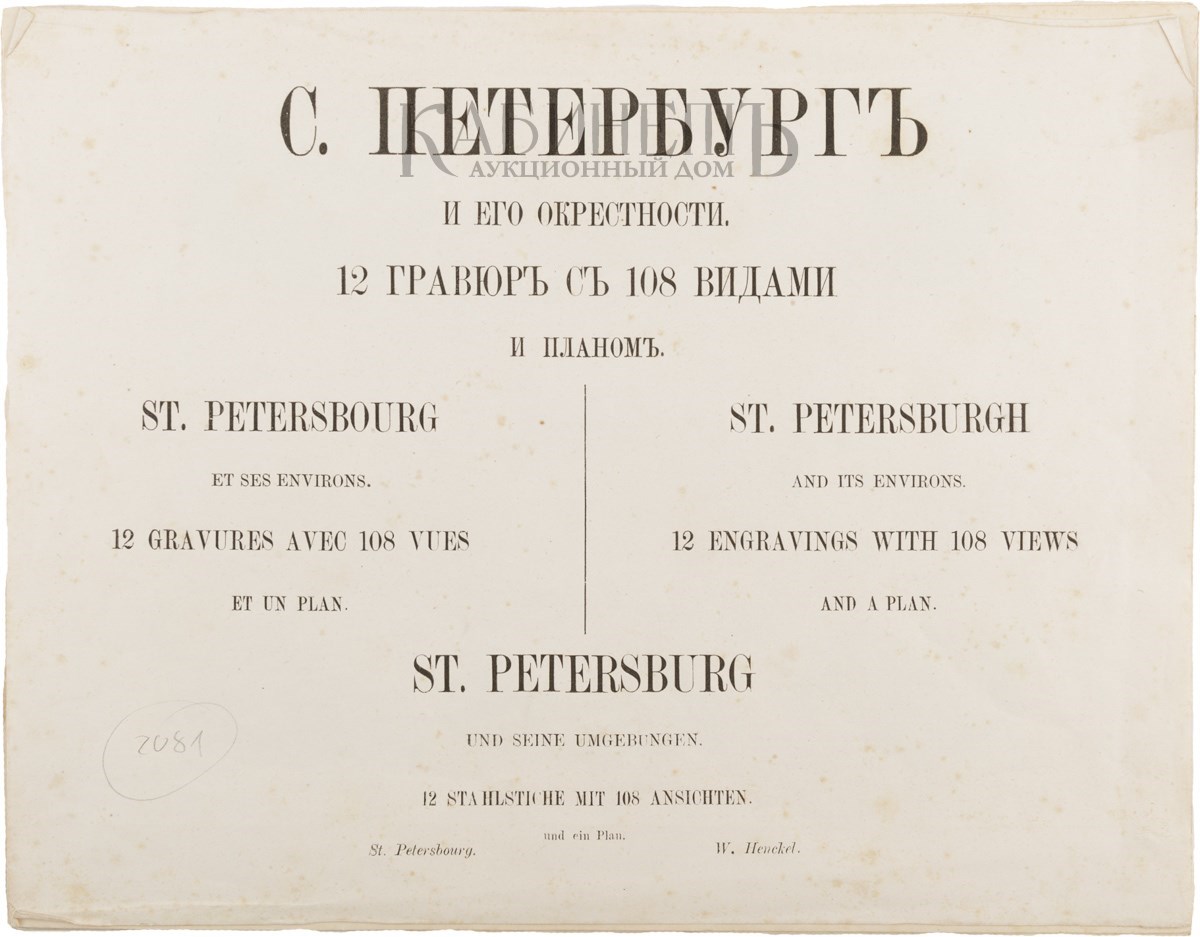 С. ПЕТЕРБУРГЪ
КАБИНЕТЪ
АУКЦИОННЫЙ ДОМ
И ЕГО ОКРЕСТНОСТИ.
12 ГРАВЮРЪ СЪ 108 ВИДАМИ
И ПЛАНОМЪ.
ST. PETERSBOURG
ET SES ENVIRONS.
12 GRAVURES AVEC 108 VUES
ET UN PLAN.
ST. PETERSBURGH
AND ITS ENVIRONS.
12 ENGRAVINGS WITH 108 VIEWS
AND A PLAN.
ST. PETERSBURG
UND SEINE UMGEBUNGEN.
12 STAHLSTICHE MIT 108 ANSICHTEN.
und ein Plan.
St. Petersbourg.
W. Henckel.
2081